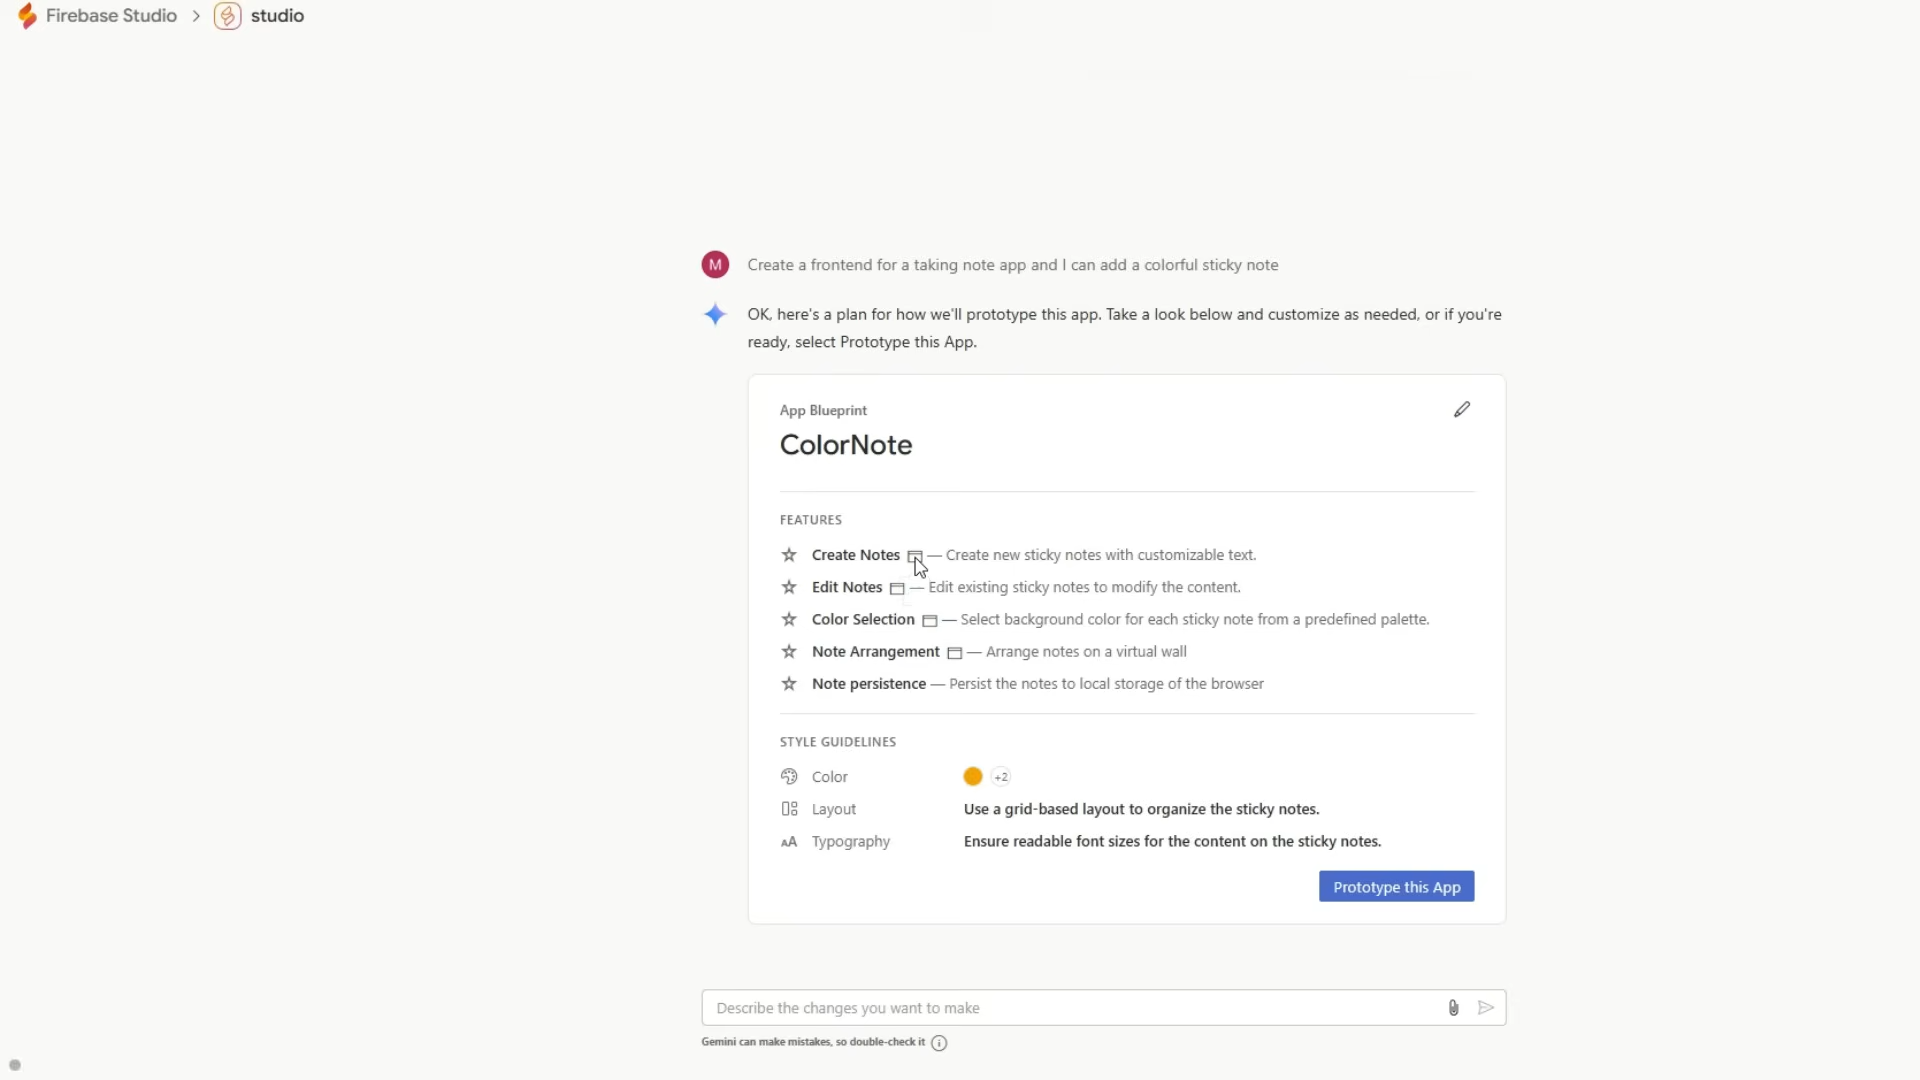 Firebase Studio > studio
M Create a frontend for a taking note app and I can add a colorful sticky note
OK, here's a plan for how we'll prototype this app. Take a look below and customize as needed, or if you're
ready, select Prototype this App.
App Blueprint
ColorNote
FEATURES
Create Notes — Create new sticky notes with customizable text.
Edit Notes — Edit existing sticky notes to modify the content.
Color Selection — Select background color for each sticky note from a predefined palette.
Note Arrangement — Arrange notes on a virtual wall
Note persistence — Persist the notes to local storage of the browser
STYLE GUIDELINES
Color +2
Layout Use a grid-based layout to organize the sticky notes.
AA Typography Ensure readable font sizes for the content on the sticky notes.
Prototype this App
Describe the changes you want to make
Gemini can make mistakes, so double-check it